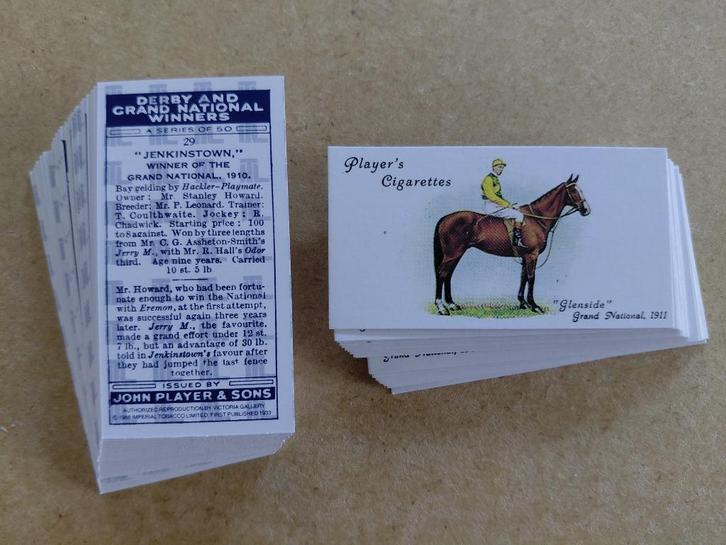 DERBY AND
GRAND NATIONAL
WINNERS
A SERIES OF 50
29
"JENKINSTOWN,"
WINNER OF THE
GRAND NATIONAL, 1910.
Bay gelding by Hackler-Playmate.
Owner: Mr. Stanley Howard.
Breeder: Mr. P. Leonard. Trainer:
T. Coulthwaite. Jockey: R.
Chadwick. Starting price: 100
to 8 against. Won by three lengths
from Mr. C. G. Assheton-Smith's
Jerry M., with Mr. R. Hall's Odor
third. Age nine years. Carried
10 st. 5 lb
Mr. Howard, who had been fortu-
nate enough to win the National
with Eremon, at the first attempt,
was successful again three years
later. Jerry M., the favourite,
made a great effort under 12 st.
7 lb., but an advantage of 30 lb.
told in Jenkinstown's favour after
they had jumped the last fence
together.
ISSUED BY
JOHN PLAYER & SONS
AUTHORIZED REPRODUCTION BY VICTORIA GALLERY
© 1988 IMPERIAL TOBACCO LIMITED. FIRST PUBLISHED 1933
Player's
Cigarettes
"Glenside"
Grand National, 1911
Grand National,